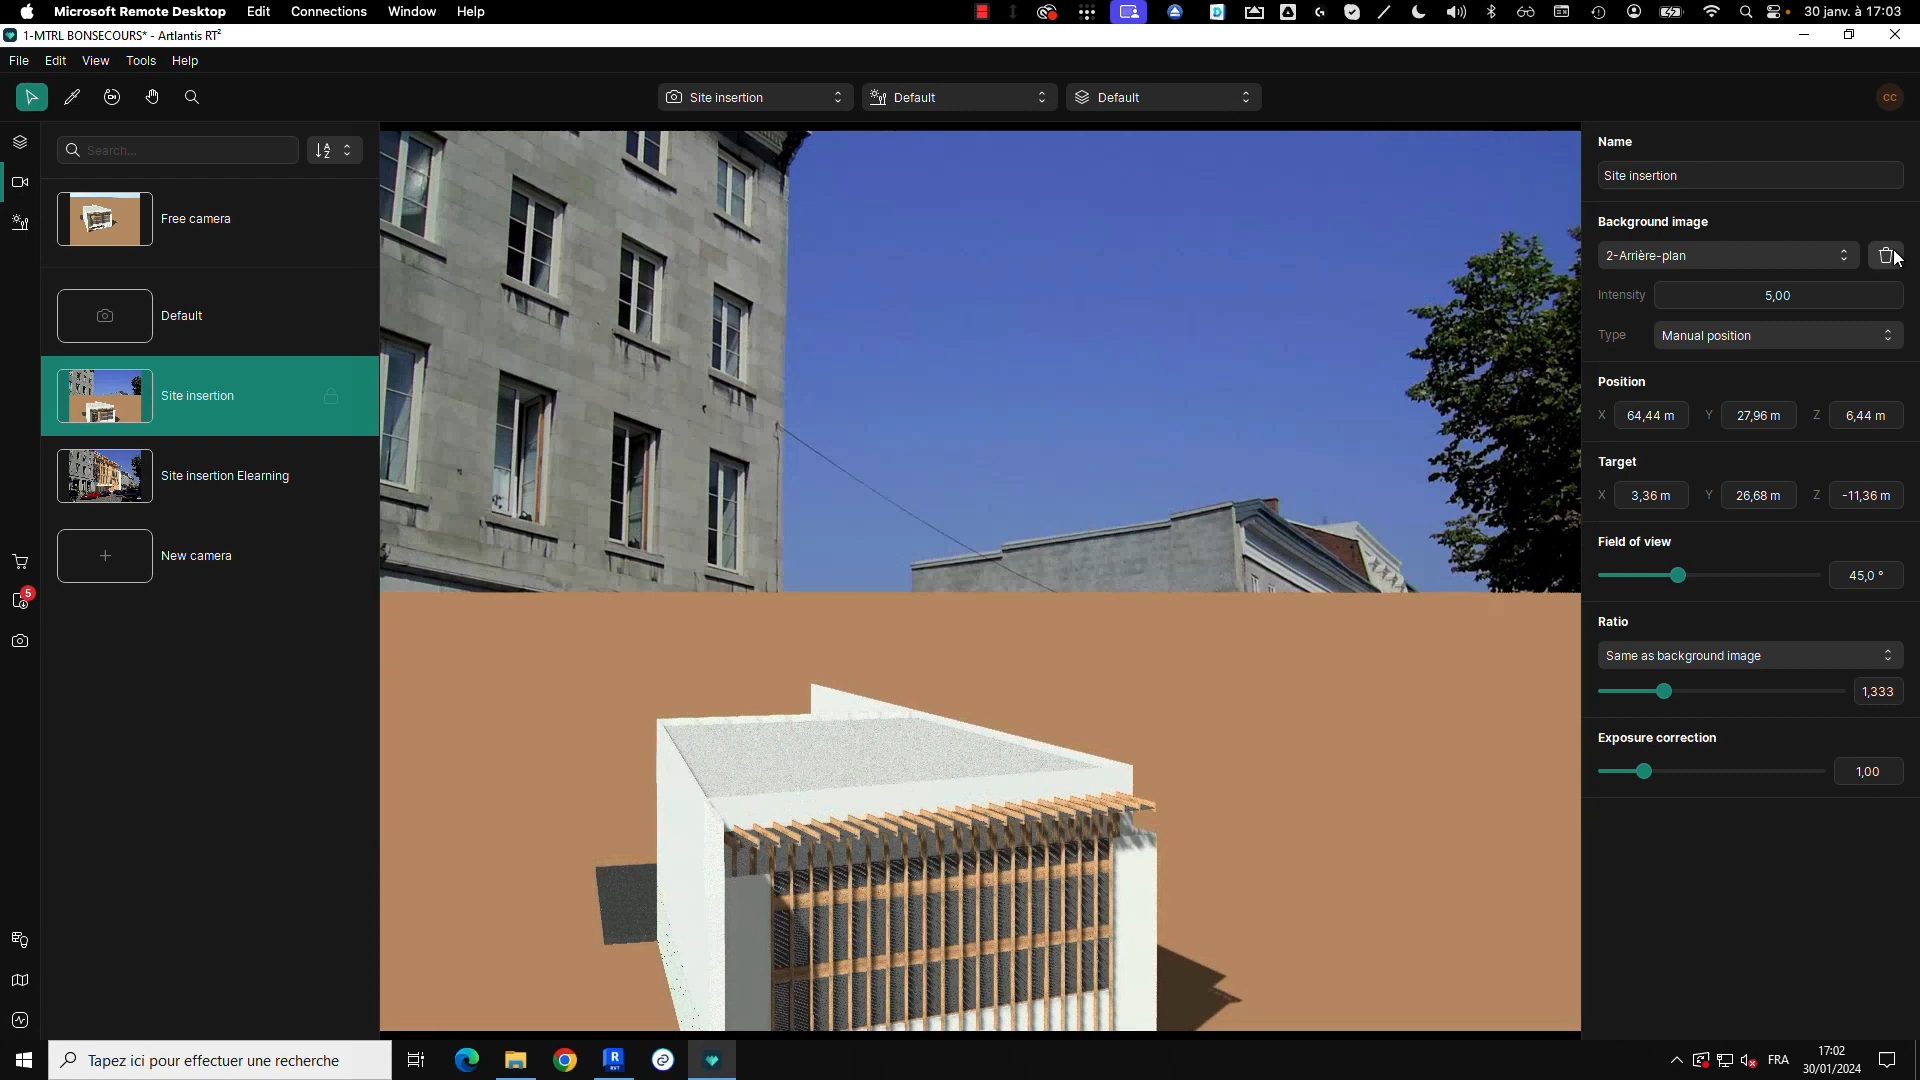 Microsoft Remote Desktop Edit Connections Window Help 30 janv. à 17:03
1-MTRL BONSECOURS* - Artlantis RT²
File Edit View Tools Help
Site insertion Default Default CC
Search...
Free camera
Default
Site insertion
Site insertion Elearning
New camera
5
Name
Site insertion
Background image
2-Arrière-plan
Intensity 5,00
Type Manual position
Position
X 64,44 m Y 27,96 m Z 6,44 m
Target
X 3,36 m Y 26,68 m Z -11,36 m
Field of view
45,0 °
Ratio
Same as background image
1,333
Exposure correction
1,00
Tapez ici pour effectuer une recherche
FRA
17:02
30/01/2024